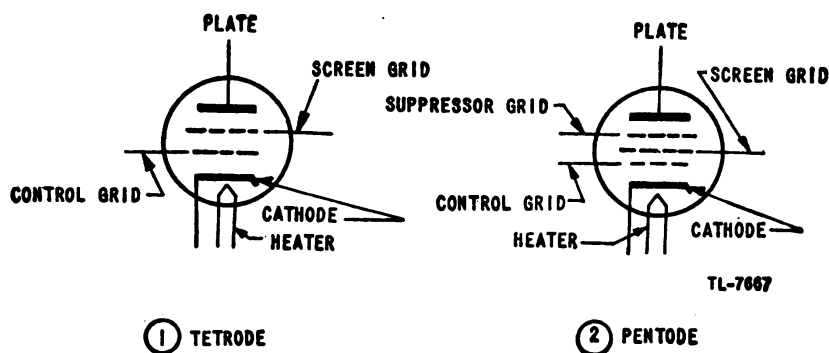 PLATE
SCREEN GRID
CONTROL GRID
CATHODE
HEATER
1 TETRODE
PLATE
SCREEN GRID
SUPPRESSOR GRID
CONTROL GRID
HEATER
CATHODE
TL-7667
2 PENTODE